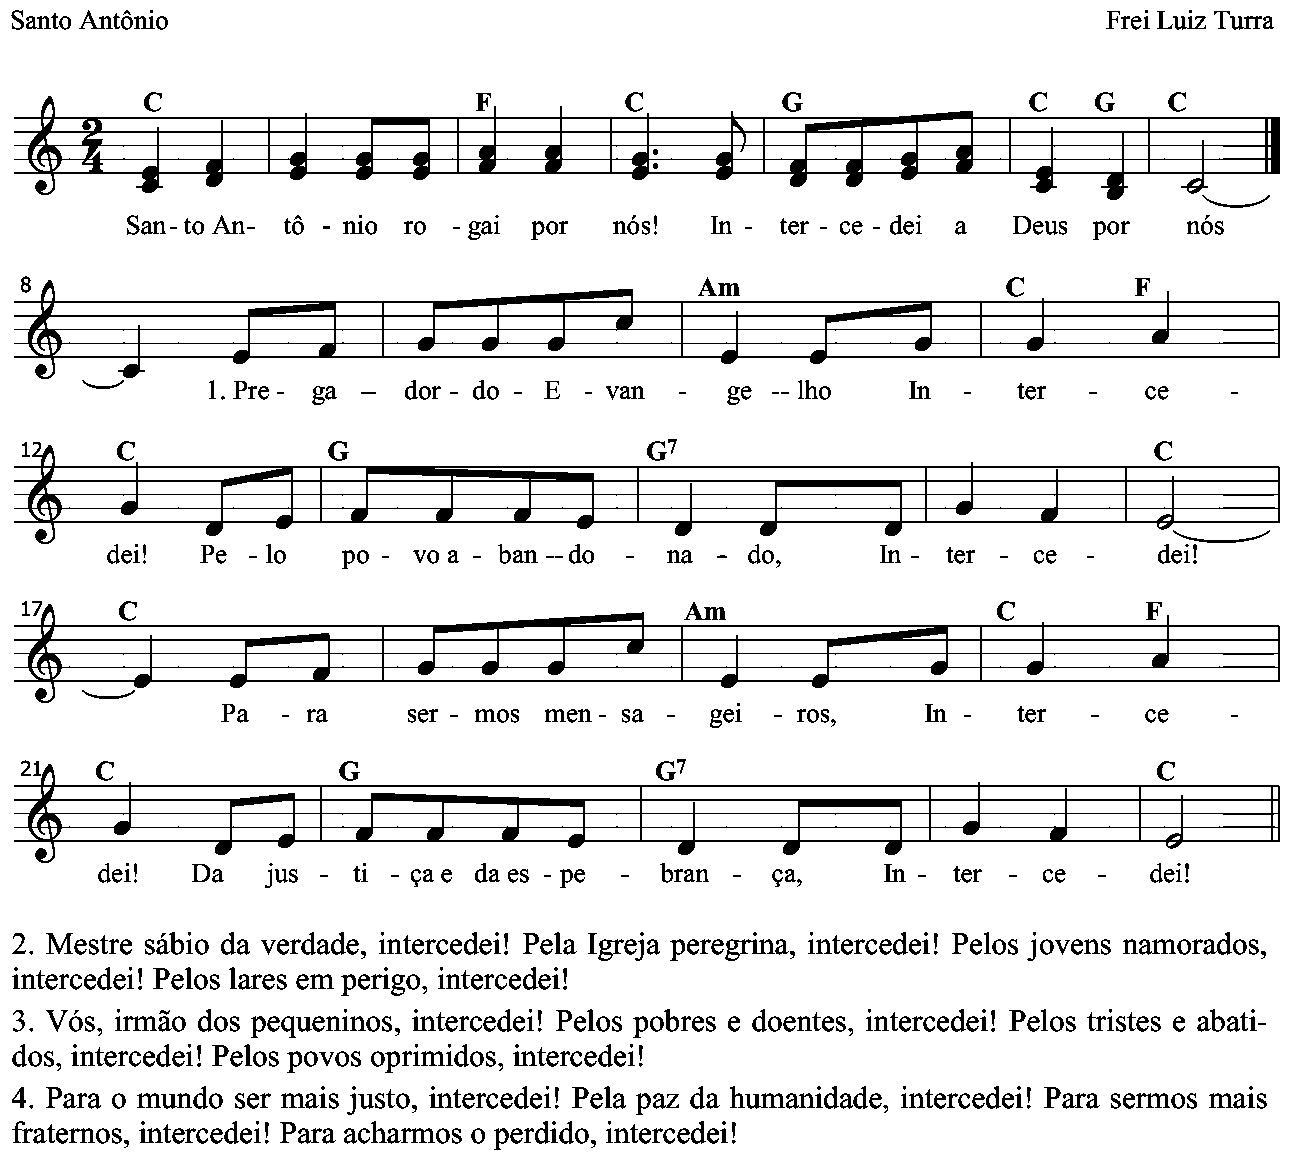 Santo Antônio Frei Luiz Turra
C F C G C G C
2
4
San - to An - tô - nio ro - gai por nós! In - ter - ce - dei a Deus por nós
8 Am C F
1. Pre - ga – dor - do - E - van - ge -- lho In - ter - ce -
12 C G G7 C
dei! Pe - lo po - vo a - ban -- do - na - do, In - ter - ce - dei!
17 C Am C F
Pa - ra ser - mos men - sa - gei - ros, In - ter - ce -
21 C G G7 C
dei! Da jus - ti - ça e da es - pe - bran - ça, In - ter - ce - dei!
2. Mestre sábio da verdade, intercedei! Pela Igreja peregrina, intercedei! Pelos jovens namorados,
intercedei! Pelos lares em perigo, intercedei!
3. Vós, irmão dos pequeninos, intercedei! Pelos pobres e doentes, intercedei! Pelos tristes e abati-
dos, intercedei! Pelos povos oprimidos, intercedei!
4. Para o mundo ser mais justo, intercedei! Pela paz da humanidade, intercedei! Para sermos mais
fraternos, intercedei! Para acharmos o perdido, intercedei!